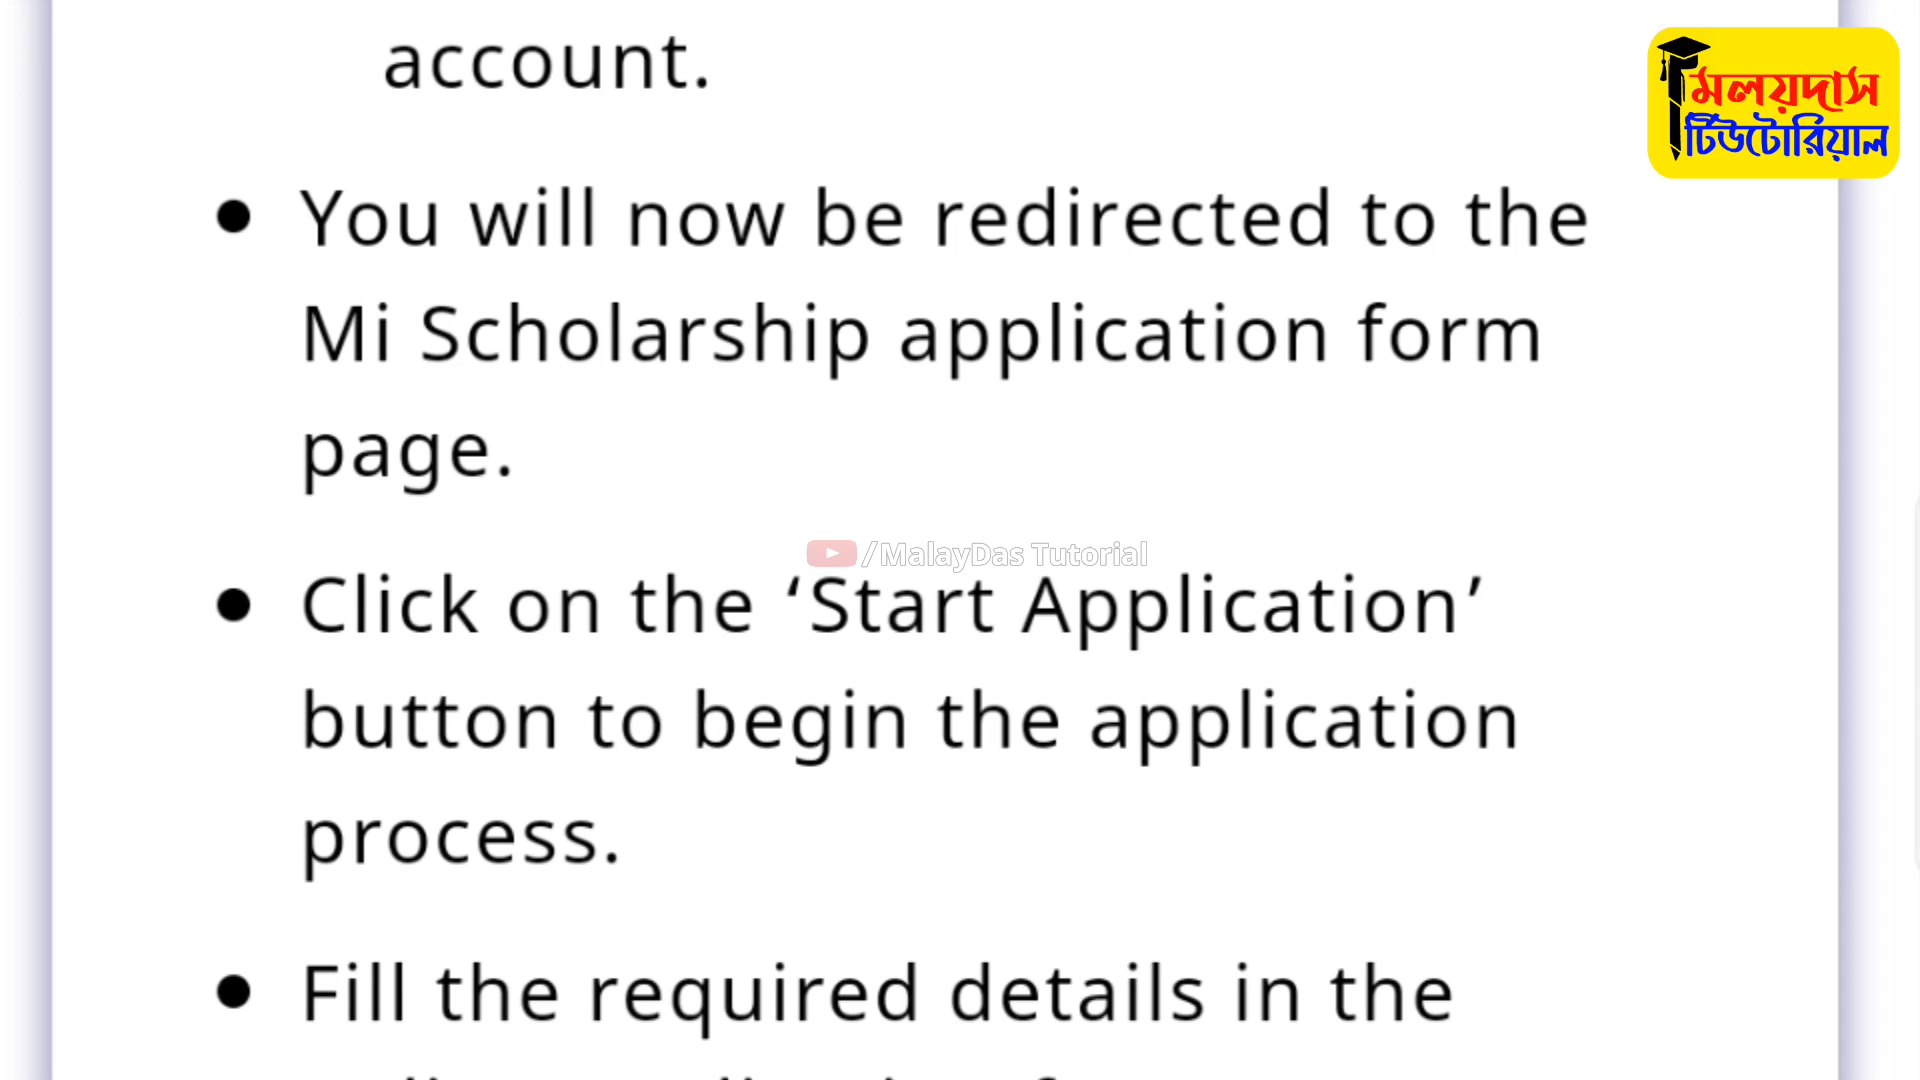 account.
মলয়দাস
টিউটোরিয়াল
● You will now be redirected to the
Mi Scholarship application form
page.
/MalayDas Tutorial
● Click on the ‘Start Application’
button to begin the application
process.
● Fill the required details in the